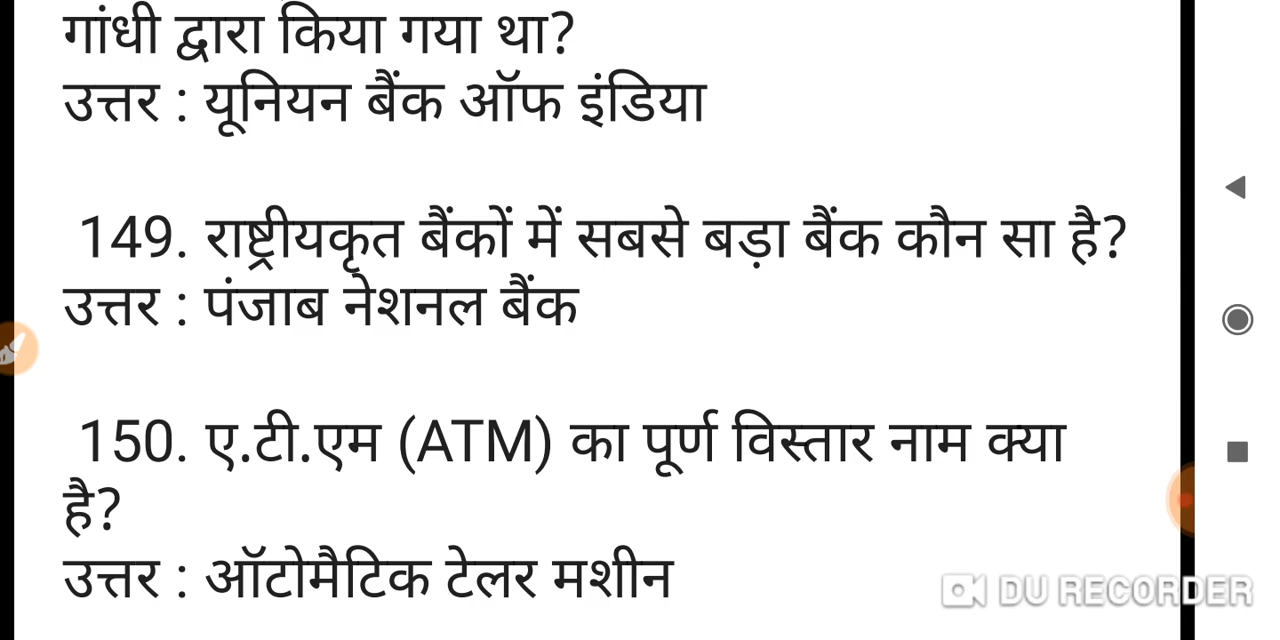 गांधी द्वारा किया गया था?
उत्तर : यूनियन बैंक ऑफ इंडिया
149. राष्ट्रीयकृत बैंकों में सबसे बड़ा बैंक कौन सा है?
उत्तर : पंजाब नेशनल बैंक
150. ए.टी.एम (ATM) का पूर्ण विस्तार नाम क्या
है?
उत्तर : ऑटोमैटिक टेलर मशीन
DU RECORDER